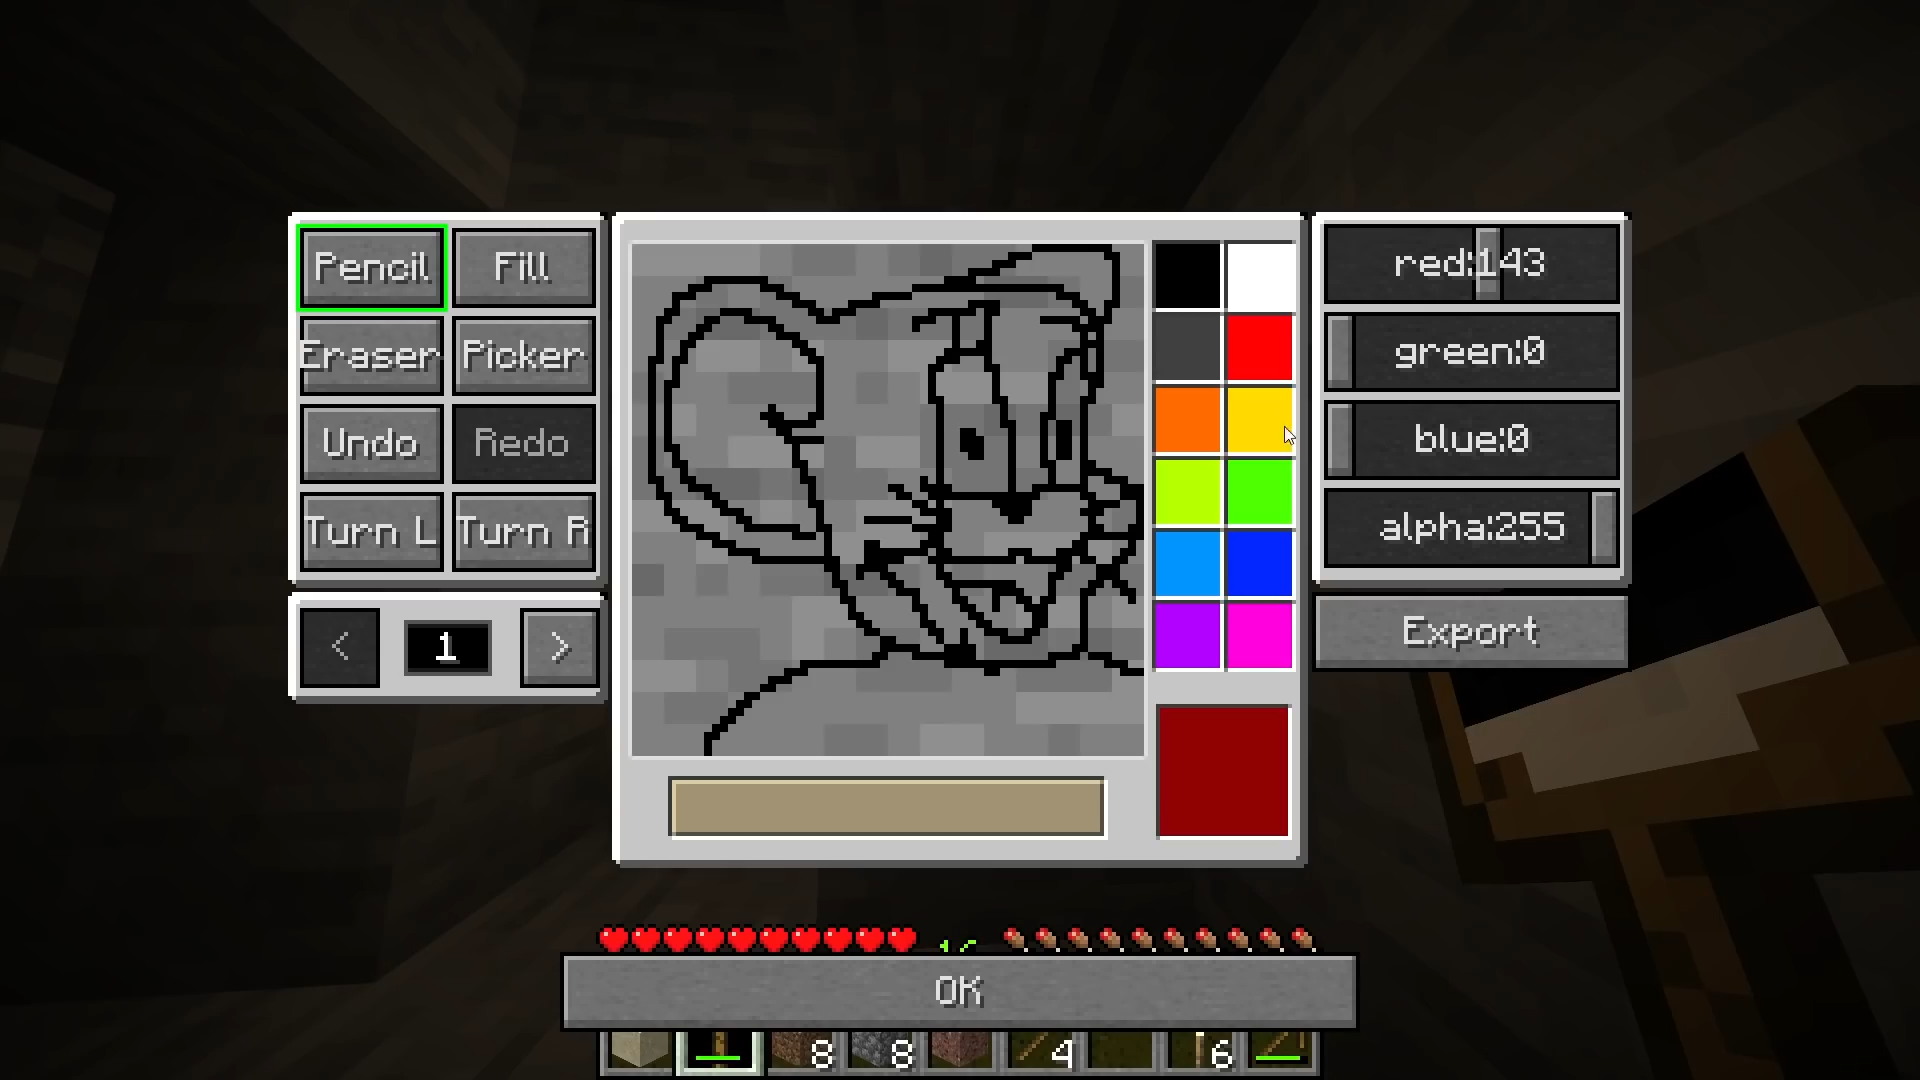 Pencil Fill
Eraser Picker
Undo Redo
Turn L Turn R
< 1 >
red:143
green:0
blue:0
alpha:255
Export
OK
8 8 4 6